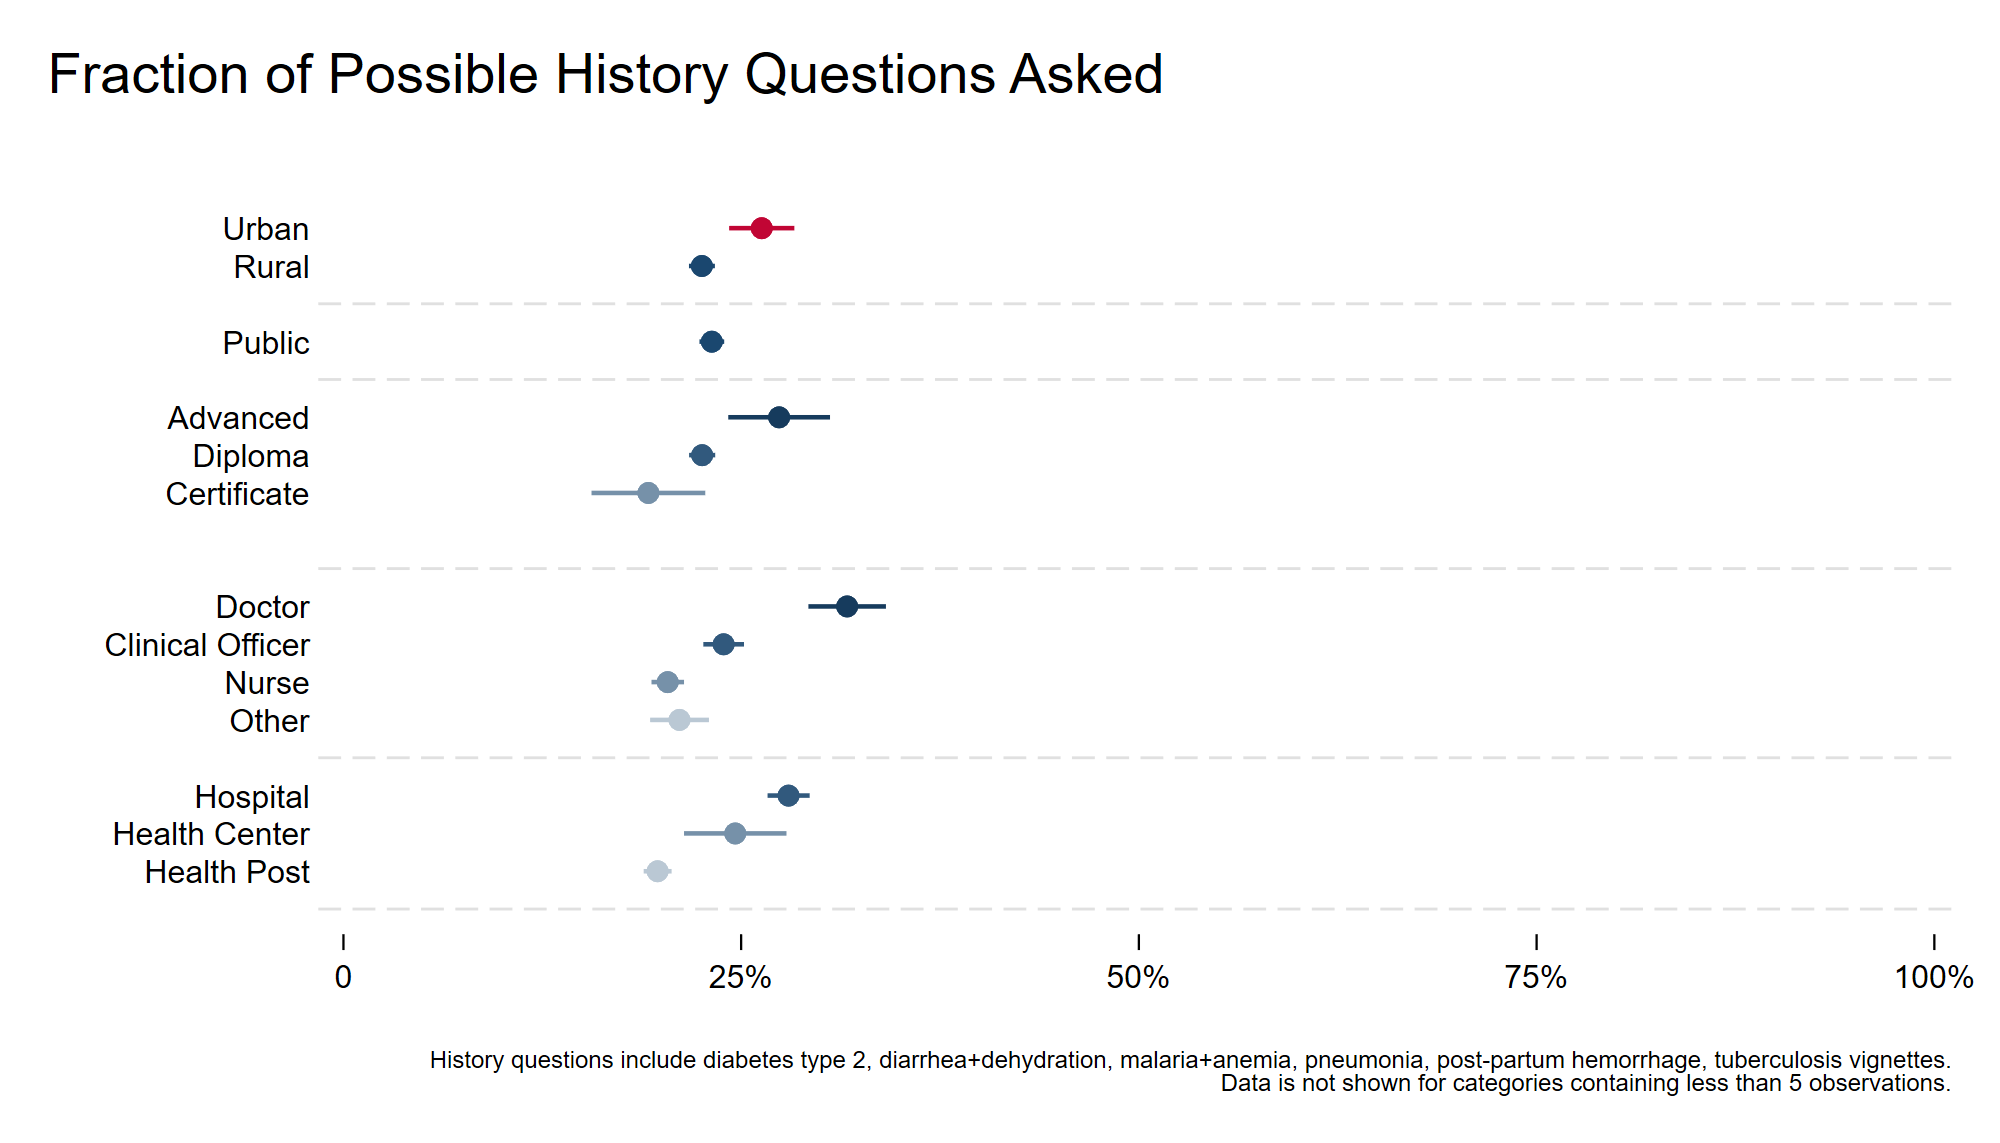 Fraction of Possible History Questions Asked
Urban
Rural
Public
Advanced
Diploma
Certificate
Doctor
Clinical Officer
Nurse
Other
Hospital
Health Center
Health Post
0 25% 50% 75% 100%
History questions include diabetes type 2, diarrhea+dehydration, malaria+anemia, pneumonia, post-partum hemorrhage, tuberculosis vignettes.
Data is not shown for categories containing less than 5 observations.